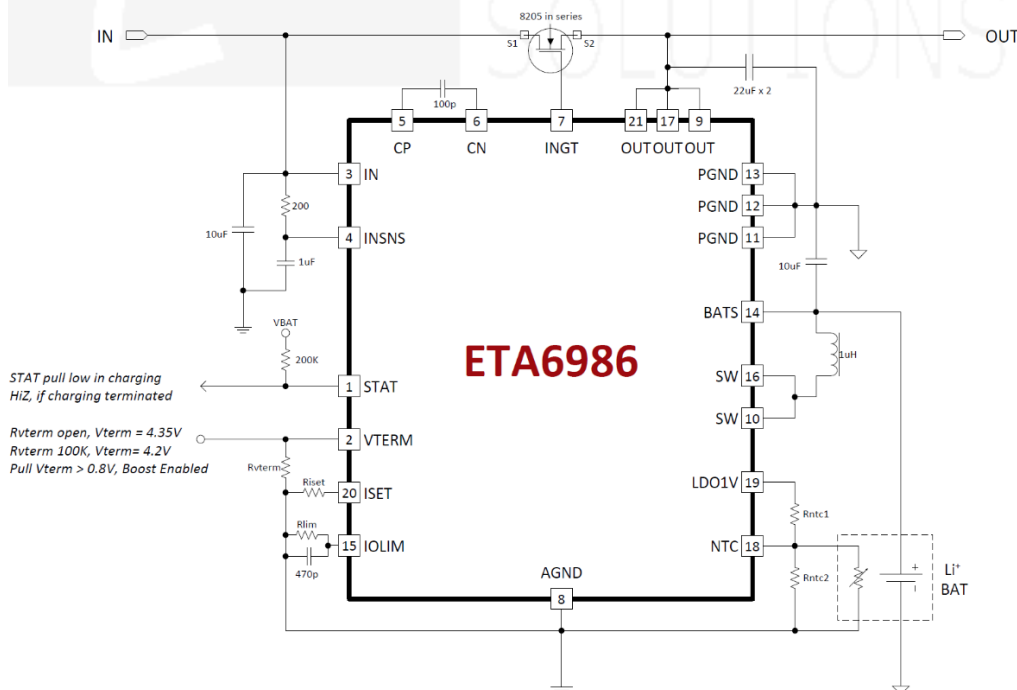 SOLUTIONS
8205 in series
IN
S1
S2
OUT
100p
22uF x 2
5
6
7
21
17
9
CP
CN
INGT
OUT OUT OUT
3 IN
PGND 13
200
PGND 12
10uF
4 INSNS
PGND 11
1uF
10uF
VBAT
BATS 14
200K
ETA6986
1uH
STAT pull low in charging
SW 16
HiZ, if charging terminated
1 STAT
SW 10
Rvterm open, Vterm = 4.35V
2 VTERM
Rvterm 100K, Vterm= 4.2V
Pull Vterm > 0.8V, Boost Enabled
Rvterm
LDO1V 19
Riset
20 ISET
Rntc1
Rlim
15 IOLIM
NTC 18
470p
AGND
Rntc2
+
Li+
BAT
8